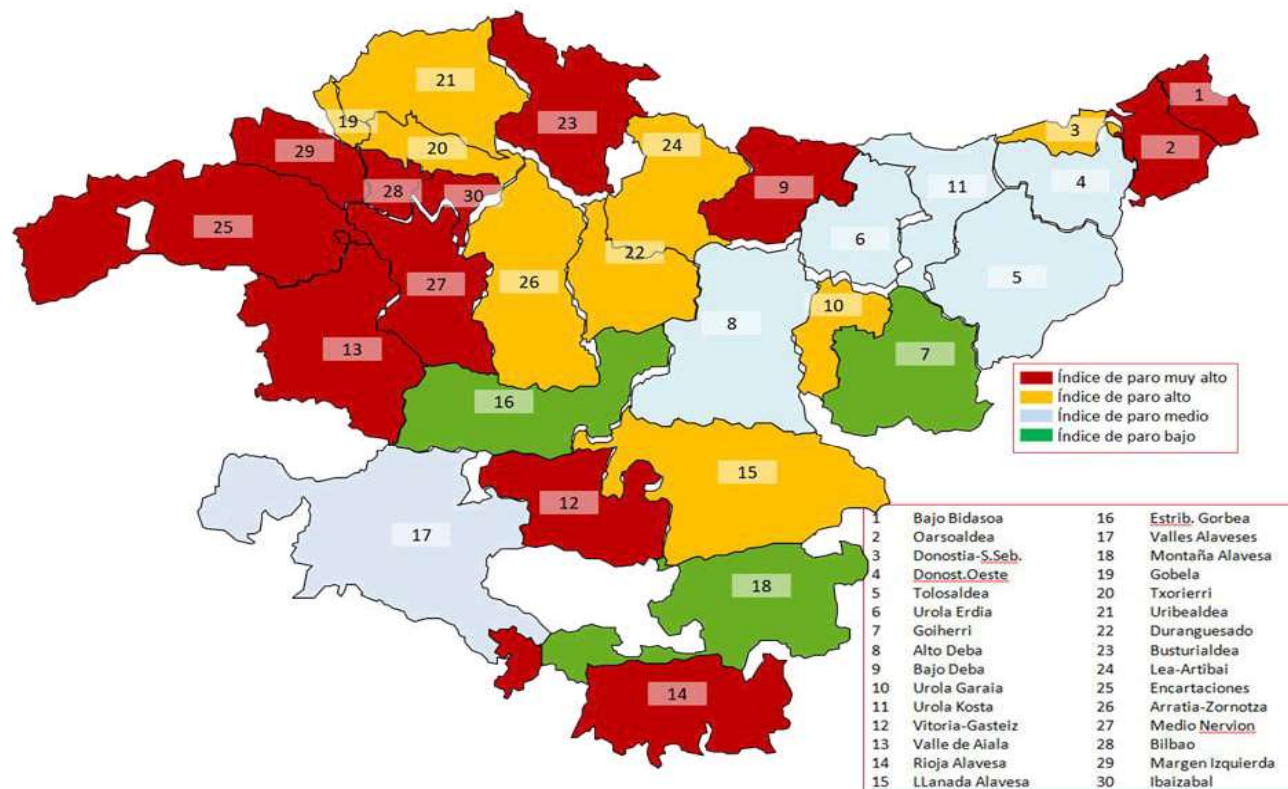 21
23
1
3
19
2
24
20
29
4
9
11
28
30
25
6
22
27
26
5
10
8
13
7
16
Índice de paro muy alto
Índice de paro alto
Índice de paro medio
Índice de paro bajo
15
12
17
18
14
1 Bajo Bidasoa 16 Estrib. Gorbea
2 Oarsoaldea 17 Valles Alaveses
3 Donostia-S.Seb. 18 Montaña Alavesa
4 Donost.Oeste 19 Gobela
5 Tolosaldea 20 Txorierri
6 Urola Erdia 21 Uribealdea
7 Goiherri 22 Duranguesado
8 Alto Deba 23 Busturialdea
9 Bajo Deba 24 Lea-Artibai
10 Urola Garaia 25 Encartaciones
11 Urola Kosta 26 Arratia-Zornotza
12 Vitoria-Gasteiz 27 Medio Nervion
13 Valle de Aiala 28 Bilbao
14 Rioja Alavesa 29 Margen Izquierda
15 LLanada Alavesa 30 Ibaizabal